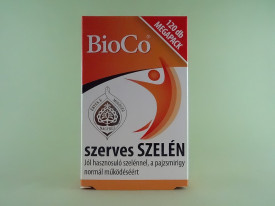 120 db
MEGAPACK
BioCo®
szerves SZELÉN
Jól hasznosuló szelénnel, a pajzsmirigy
normál működéséért